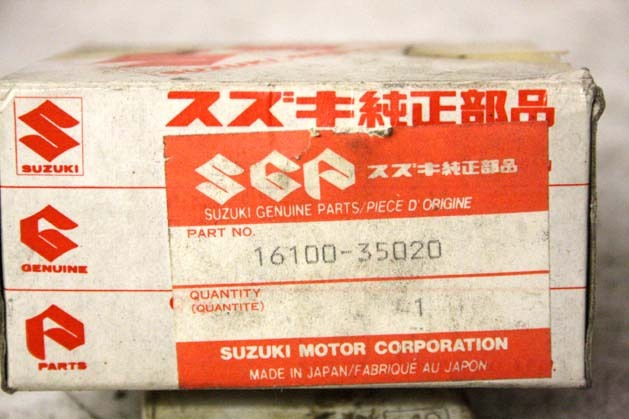 SUZUKI
スズキ純正部品
SUZUKI
GENUINE
PARTS
SGP スズキ純正部品
SUZUKI GENUINE PARTS/PIECE D'ORIGINE
PART NO.
16100-35020
QUANTITY
(QUANTITÉ)
1
SUZUKI MOTOR CORPORATION
MADE IN JAPAN/FABRIQUÉ AU JAPON